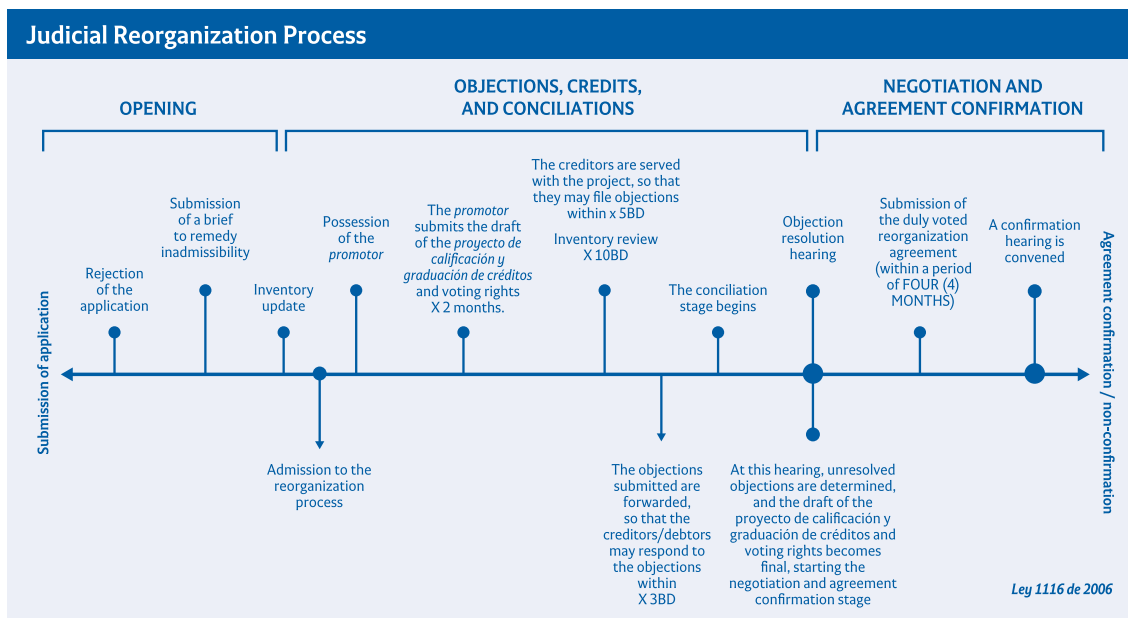 Judicial Reorganization Process
OPENING
OBJECTIONS, CREDITS,
AND CONCILIATIONS
NEGOTIATION AND
AGREEMENT CONFIRMATION
Submission of application
Rejection
of the
application
Submission
of a brief
to remedy
inadmissibility
Inventory
update
Admission to the
reorganization
process
Possession
of the
promotor
The promotor
submits the draft
of the proyecto de
calificación y
graduación de créditos
and voting rights
X 2 months.
The creditors are served
with the project, so that
they may file objections
within x 5BD
Inventory review
X 10BD
The objections
submitted are
forwarded,
so that the
creditors/debtors
may respond to
the objections
within
X 3BD
The conciliation
stage begins
Objection
resolution
hearing
At this hearing, unresolved
objections are determined,
and the draft of the
proyecto de calificación y
graduación de créditos and
voting rights becomes
final, starting the
negotiation and agreement
confirmation stage
Submission of
the duly voted
reorganization
agreement
(within a period
of FOUR (4)
MONTHS)
A confirmation
hearing is
convened
Agreement confirmation / non-confirmation
Ley 1116 de 2006